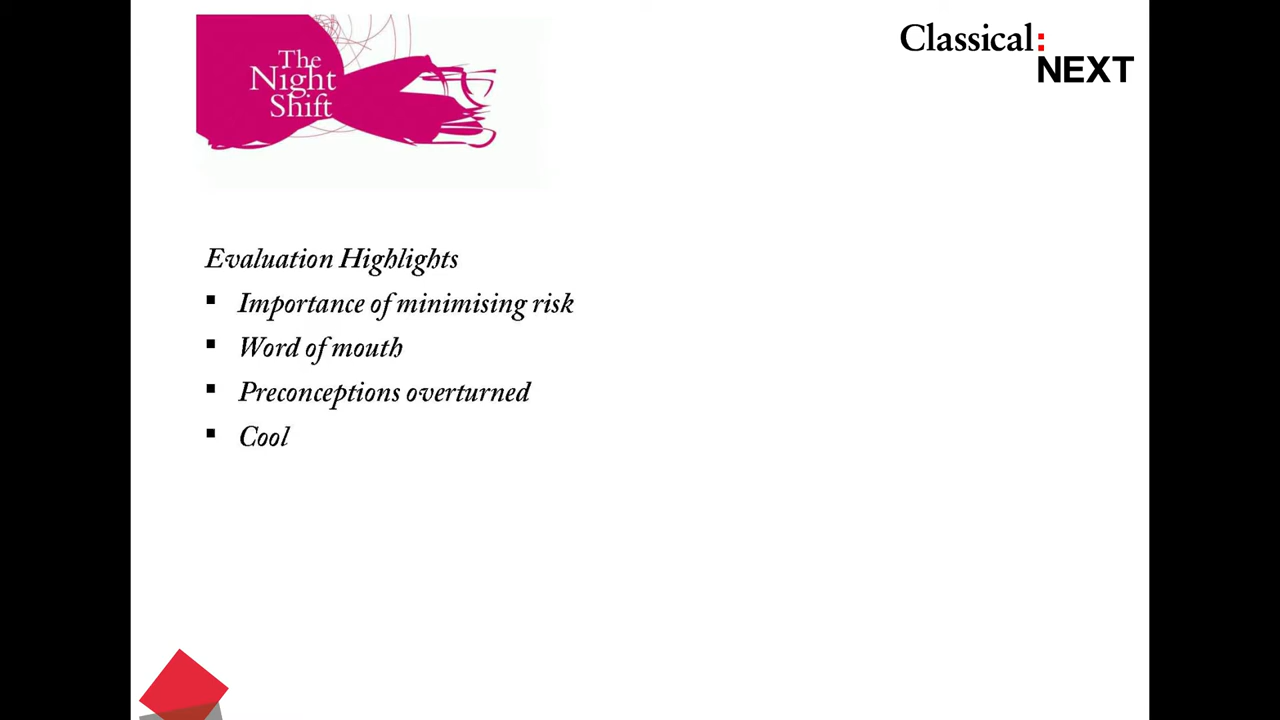 The
Night
Shift
Classical:
NEXT
Evaluation Highlights
▪ Importance of minimising risk
▪ Word of mouth
▪ Preconceptions overturned
▪ Cool